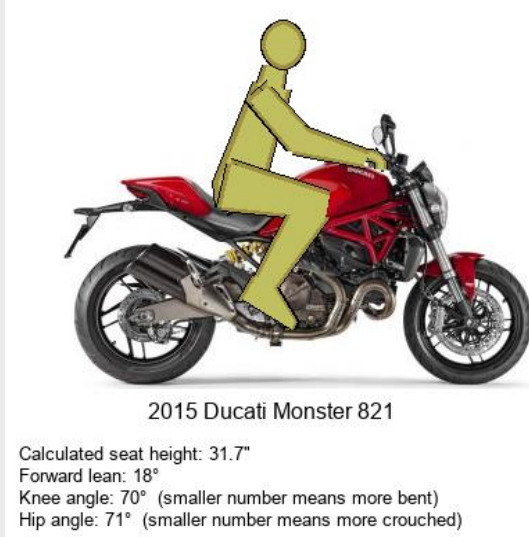 DUCATI
2015 Ducati Monster 821
Calculated seat height: 31.7"
Forward lean: 18°
Knee angle: 70°  (smaller number means more bent)
Hip angle: 71°  (smaller number means more crouched)